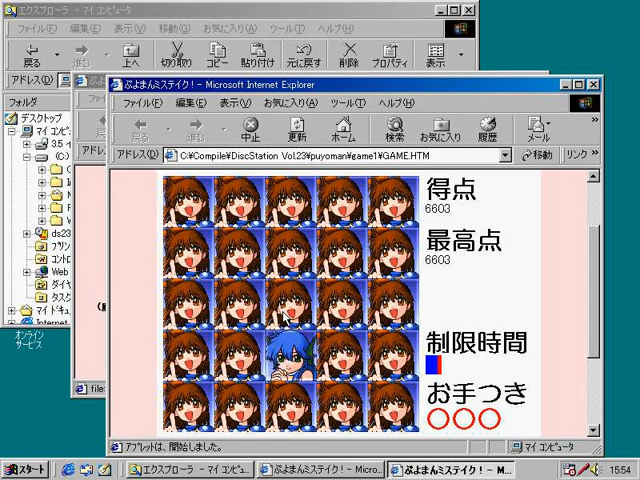 エクスプローラ - マイ コンピュータ
ファイル(F) 編集(E) 表示(V) 移動(G) お気に入り(A) ツール(T) ヘルプ(H)
戻る 進む 上へ 切り取り コピー 貼り付け 元に戻す 削除 プロパティ 表示
アドレス(D)
フォルダ
デスクトップ
マイ コンピ
3.5
(C:)
ds23
プリン
コントロ
Web
ダイヤ
タスク
マイ ドキュ
Internet
オンライン
サービス
ぷよまんミステイク! - Microsoft Internet Explorer
ファイル(F) 編集(E) 表示(V) お気に入り(A) ツール(T) ヘルプ(H)
戻る 進む 中止 更新 ホーム 検索 お気に入り 履歴 メール
アドレス(D) C:¥Compile¥DiscStation Vol.23¥puyoman¥game1¥GAME.HTM 移動 リンク
得点
6603
最高点
6603
制限時間
お手つき
○○○
file:
アプレットは、開始しました。 マイ コンピュータ
スタート エクスプローラ - マイ コンピュ... ぷよまんミステイク! - Micro... ぷよまんミステイク! - M... 15:54